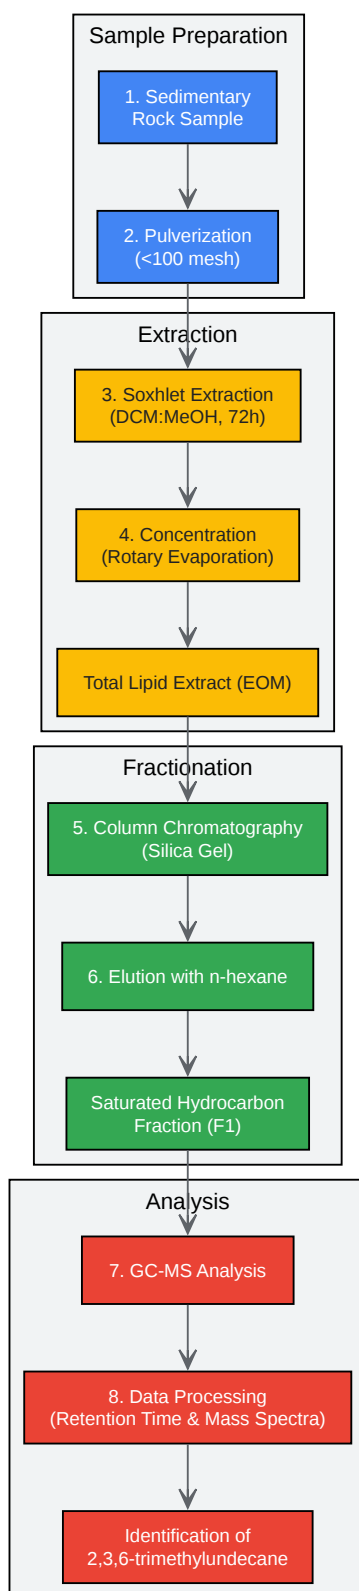 Sample Preparation
1. Sedimentary
Rock Sample
2. Pulverization
(<100 mesh)
Extraction
3. Soxhlet Extraction
(DCM:MeOH, 72h)
4. Concentration
(Rotary Evaporation)
Total Lipid Extract (EOM)
Fractionation
5. Column Chromatography
(Silica Gel)
6. Elution with n-hexane
Saturated Hydrocarbon
Fraction (F1)
Analysis
7. GC-MS Analysis
8. Data Processing
(Retention Time & Mass Spectra)
Identification of
2,3,6-trimethylundecane